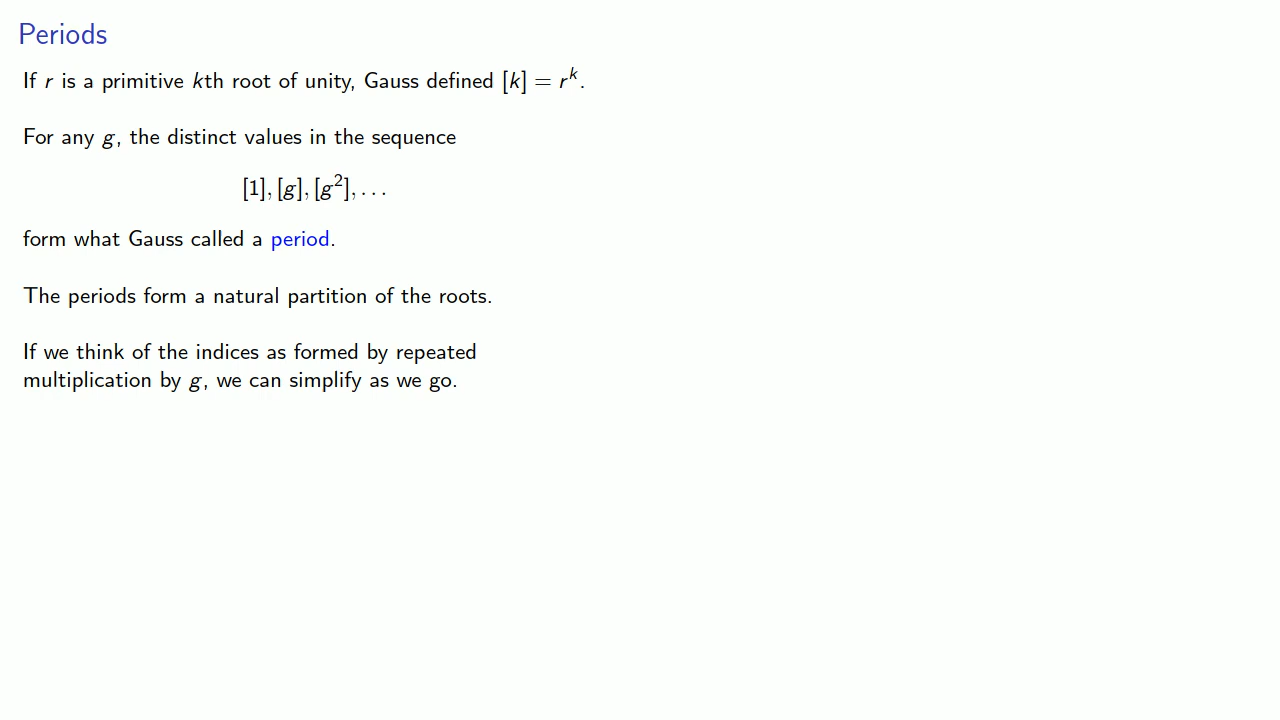 Periods
If r is a primitive kth root of unity, Gauss defined [k] = r^k.
For any g, the distinct values in the sequence
[1], [g], [g^2], . . .
form what Gauss called a period.
The periods form a natural partition of the roots.
If we think of the indices as formed by repeated
multiplication by g, we can simplify as we go.